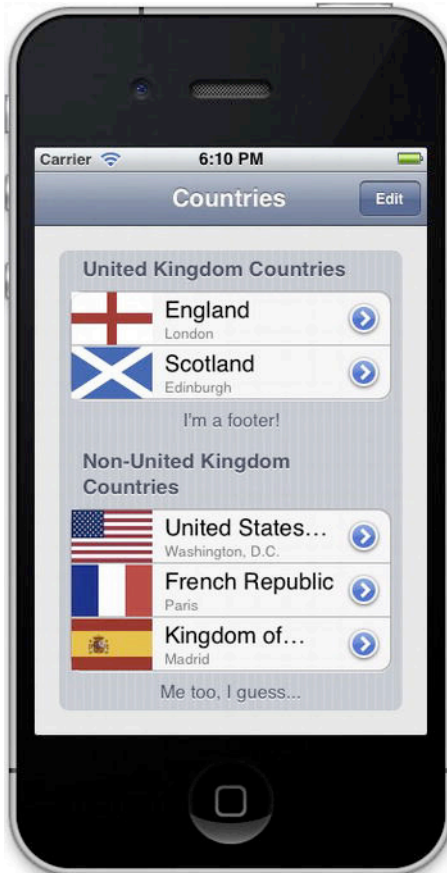 Carrier 6:10 PM
Countries Edit
United Kingdom Countries
England
London
Scotland
Edinburgh
I'm a footer!
Non-United Kingdom
Countries
United States...
Washington, D.C.
French Republic
Paris
Kingdom of...
Madrid
Me too, I guess...